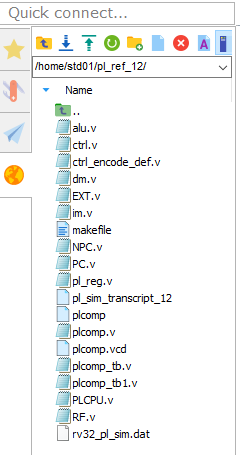 Quick connect...
/home/std01/pl_ref_12/
Name
..
alu.v
ctrl.v
ctrl_encode_def.v
dm.v
EXT.v
im.v
makefile
NPC.v
PC.v
pl_reg.v
pl_sim_transcript_12
plcomp
plcomp.v
plcomp.vcd
plcomp_tb.v
plcomp_tb1.v
PLCPU.v
RF.v
rv32_pl_sim.dat